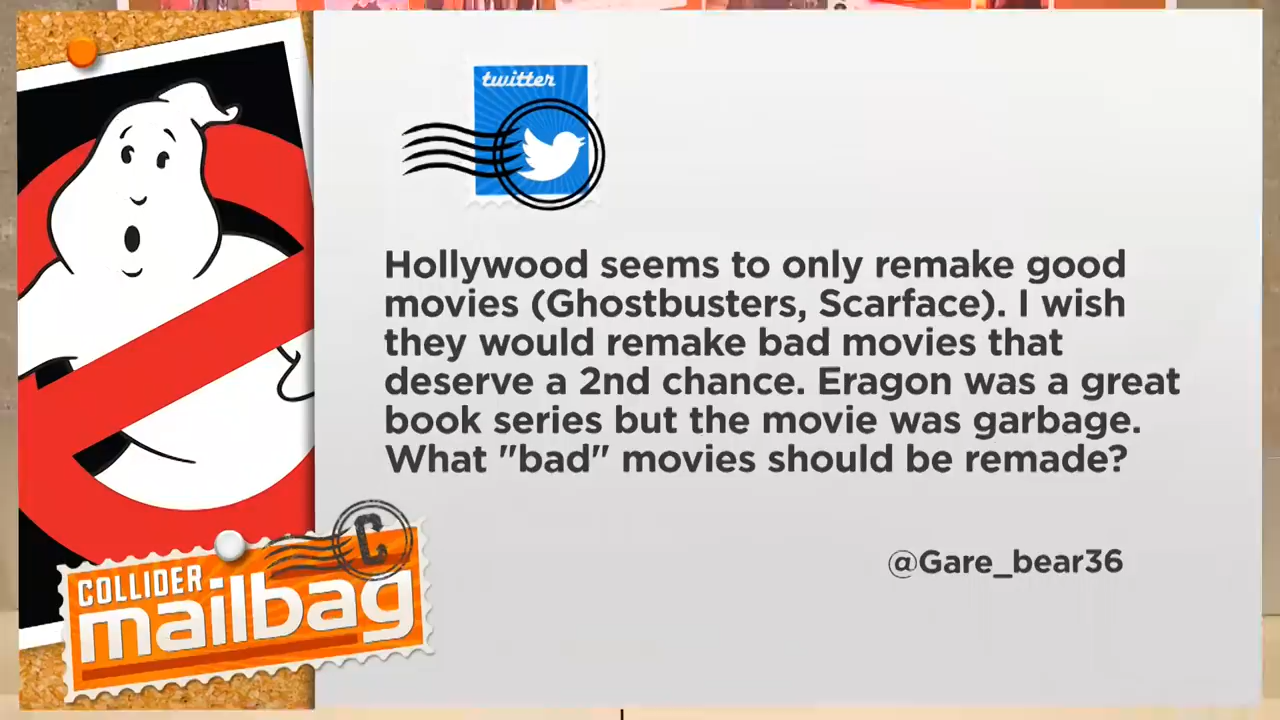 twitter
Hollywood seems to only remake good
movies (Ghostbusters, Scarface). I wish
they would remake bad movies that
deserve a 2nd chance. Eragon was a great
book series but the movie was garbage.
What "bad" movies should be remade?
@Gare_bear36
C
COLLIDER
mailbag